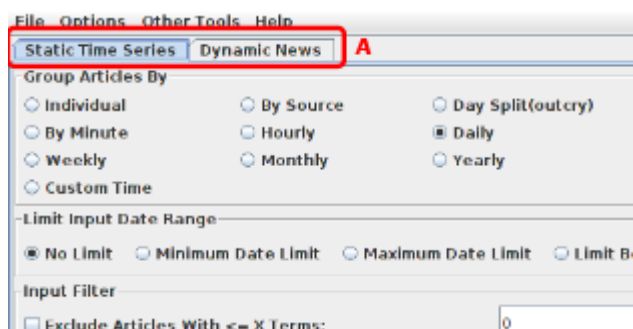 File Options Other Tools Help
Static Time Series Dynamic News A
Group Articles By
Individual By Source Day Split(outcry)
By Minute Hourly Daily
Weekly Monthly Yearly
Custom Time
Limit Input Date Range
No Limit Minimum Date Limit Maximum Date Limit Limit
Input Filter
Exclude Articles With <= X Terms: 0